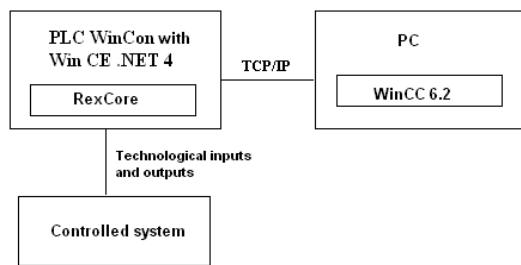 PLC WinCon with
Win CE .NET 4
RexCore
TCP/IP
PC
WinCC 6.2
Technological inputs
and outputs
Controlled system